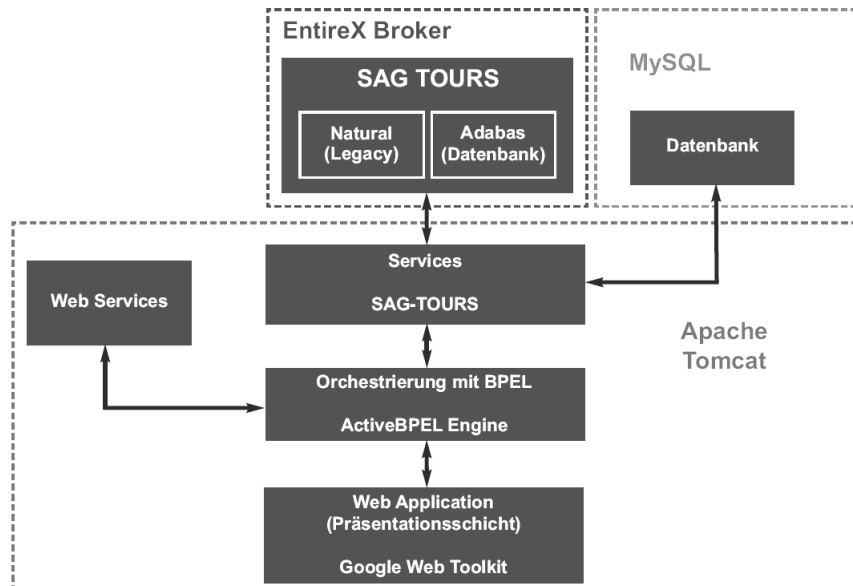 EntireX Broker
SAG TOURS
Natural
(Legacy)
Adabas
(Datenbank)
MySQL
Datenbank
Services
SAG-TOURS
Web Services
Apache
Tomcat
Orchestrierung mit BPEL
ActiveBPEL Engine
Web Application
(Präsentationsschicht)
Google Web Toolkit